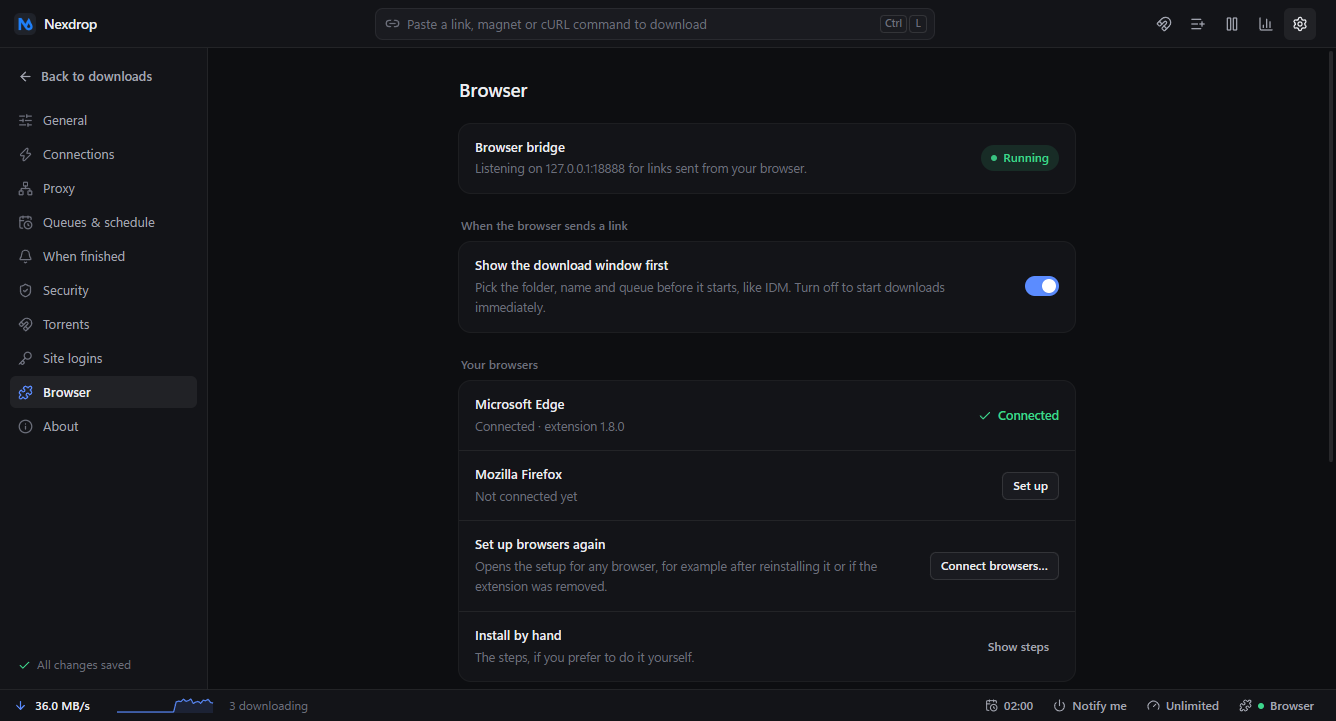 Nexdrop
Paste a link, magnet or cURL command to download
Ctrl L
Back to downloads
General
Connections
Proxy
Queues & schedule
When finished
Security
Torrents
Site logins
Browser
About
All changes saved
Browser
Browser bridge
Listening on 127.0.0.1:18888 for links sent from your browser.
Running
When the browser sends a link
Show the download window first
Pick the folder, name and queue before it starts, like IDM. Turn off to start downloads
immediately.
Your browsers
Microsoft Edge
Connected · extension 1.8.0
Connected
Mozilla Firefox
Not connected yet
Set up
Set up browsers again
Opens the setup for any browser, for example after reinstalling it or if the
extension was removed.
Connect browsers...
Install by hand
The steps, if you prefer to do it yourself.
Show steps
36.0 MB/s
3 downloading
02:00
Notify me
Unlimited
Browser